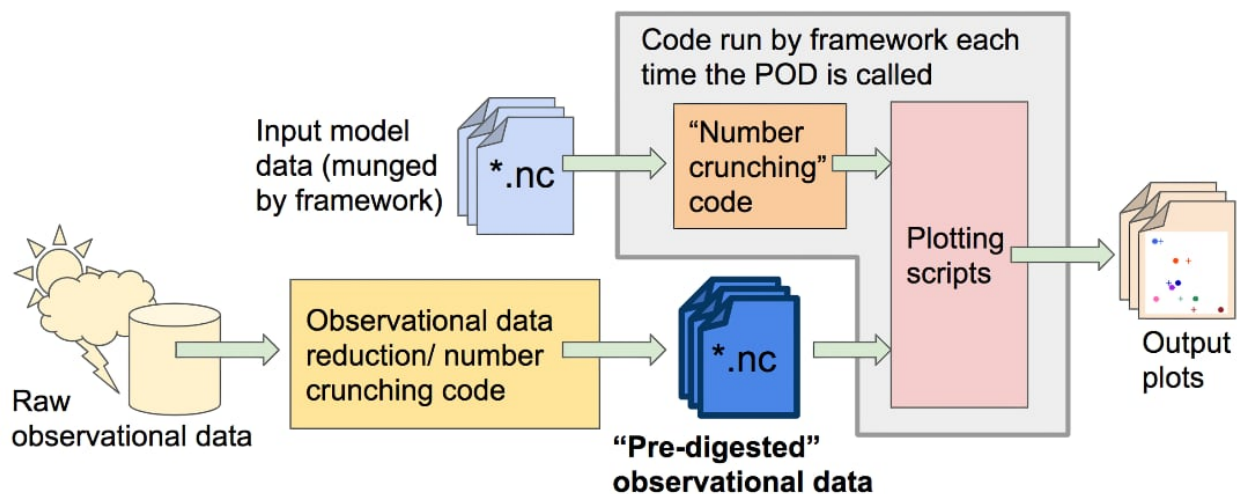 Code run by framework each
time the POD is called
Input model
data (munged
by framework)
*.nc
“Number
crunching”
code
Plotting
scripts
Output
plots
Raw
observational data
Observational data
reduction/ number
crunching code
*.nc
“Pre-digested”
observational data